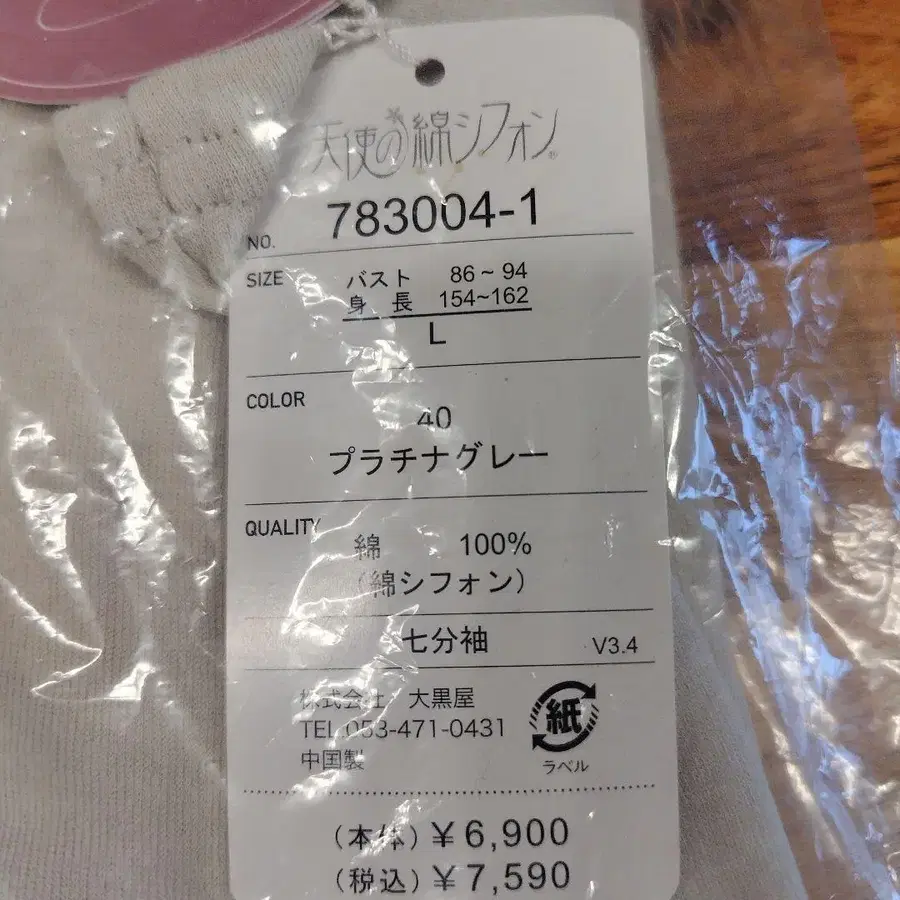 天使の綿シフォン®
NO. 783004-1
SIZE バスト 86~94
身長 154~162
L
COLOR
40
プラチナグレー
QUALITY
綿 100%
(綿シフォン)
七分袖 V3.4
株式会社 大黒屋
TEL 053-471-0431
中国製
紙
ラベル
(本体)¥6,900
(税込)¥7,590